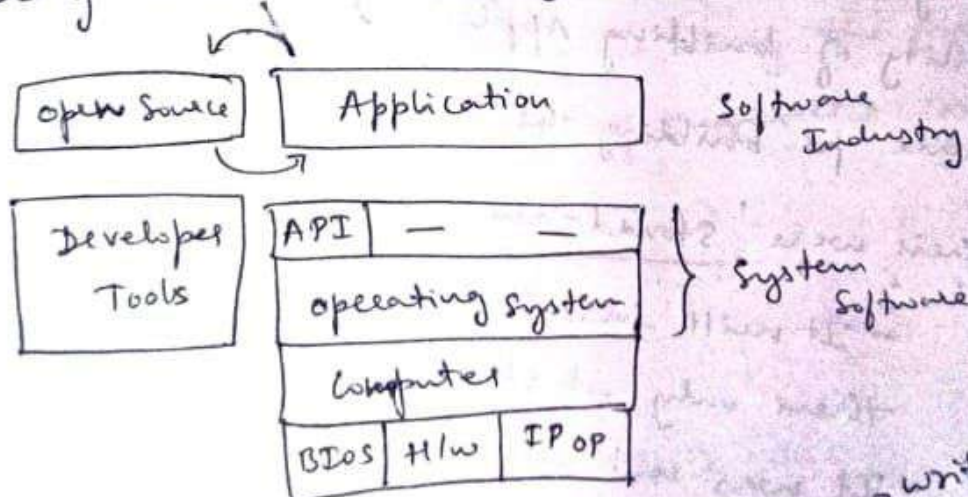 open Source
Application
Software
Industry
Developer
Tools
API — —
operating System
System
Software
Computer
BIOS H/w IP OP